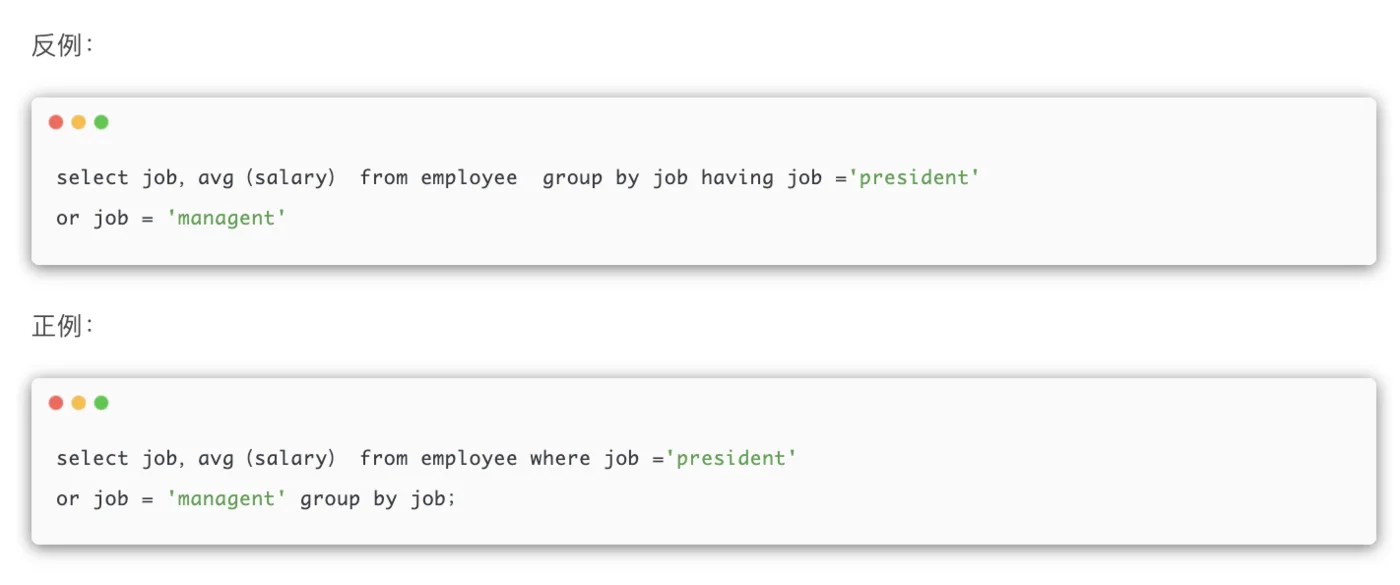 反例：
select job, avg（salary） from employee  group by job having job ='president'
or job = 'managent'
正例：
select job, avg（salary） from employee where job ='president'
or job = 'managent' group by job;